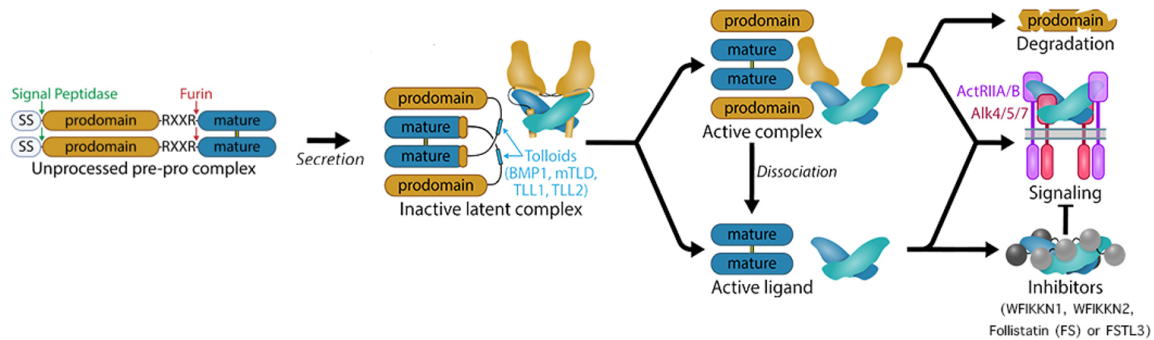 Signal Peptidase
Furin
SS
prodomain
-RXXR-
mature
SS
prodomain
-RXXR-
mature
Unprocessed pre-pro complex
Secretion
prodomain
mature
mature
prodomain
Tolloids
(BMP1, mTLD,
TLL1, TLL2)
Inactive latent complex
prodomain
mature
mature
prodomain
Active complex
Dissociation
mature
mature
Active ligand
prodomain
Degradation
ActRIIA/B
Alk4/5/7
Signaling
Inhibitors
(WFIKKN1, WFIKKN2,
Follistatin (FS) or FSTL3)